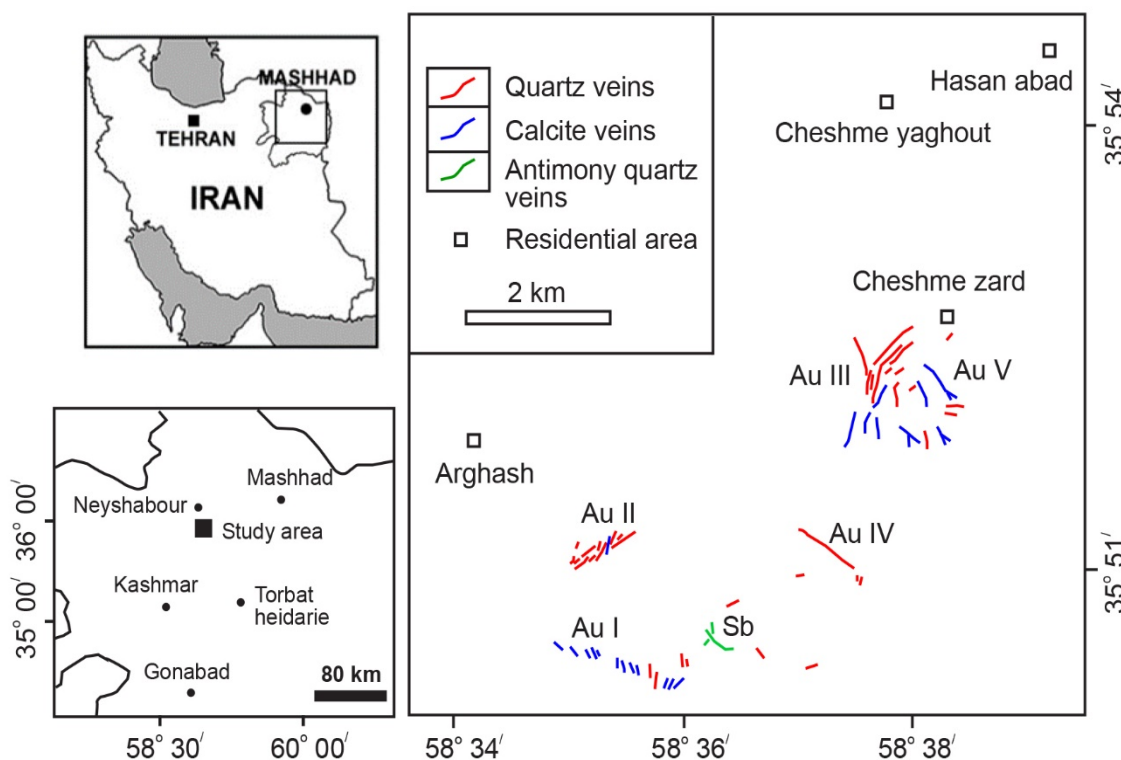 MASHHAD
TEHRAN
IRAN
Quartz veins
Calcite veins
Antimony quartz
veins
Residential area
2 km
Hasan abad
Cheshme yaghout
Cheshme zard
Au III
Au V
Arghash
Au II
Au IV
Au I
Sb
35° 54/
35° 51/
58° 34/
58° 36/
58° 38/
Mashhad
Neyshabour
Study area
Kashmar
Torbat
heidarie
Gonabad
80 km
36° 00/
35° 00/
58° 30/
60° 00/